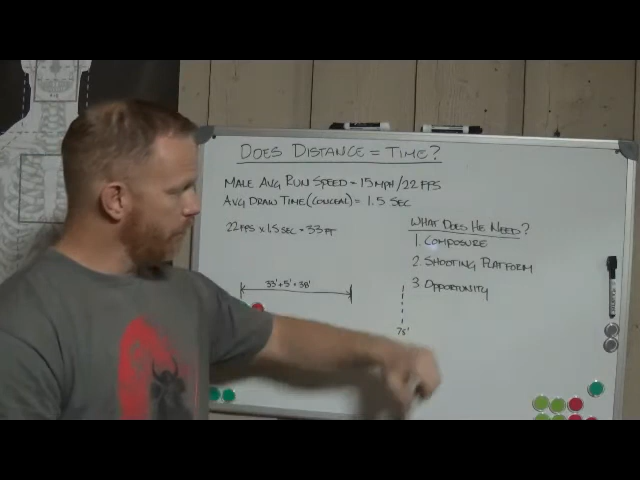 DOES DISTANCE = TIME?
MALE AVG RUN SPEED = 15 MPH / 22 FPS
AVG DRAW TIME (CONCEAL) = 1.5 SEC
22 FPS x 1.5 SEC = 33 FT
WHAT DOES HE NEED?
1. COMPOSURE
2. SHOOTING PLATFORM
3. OPPORTUNITY
33' + 5' = 38'
75'